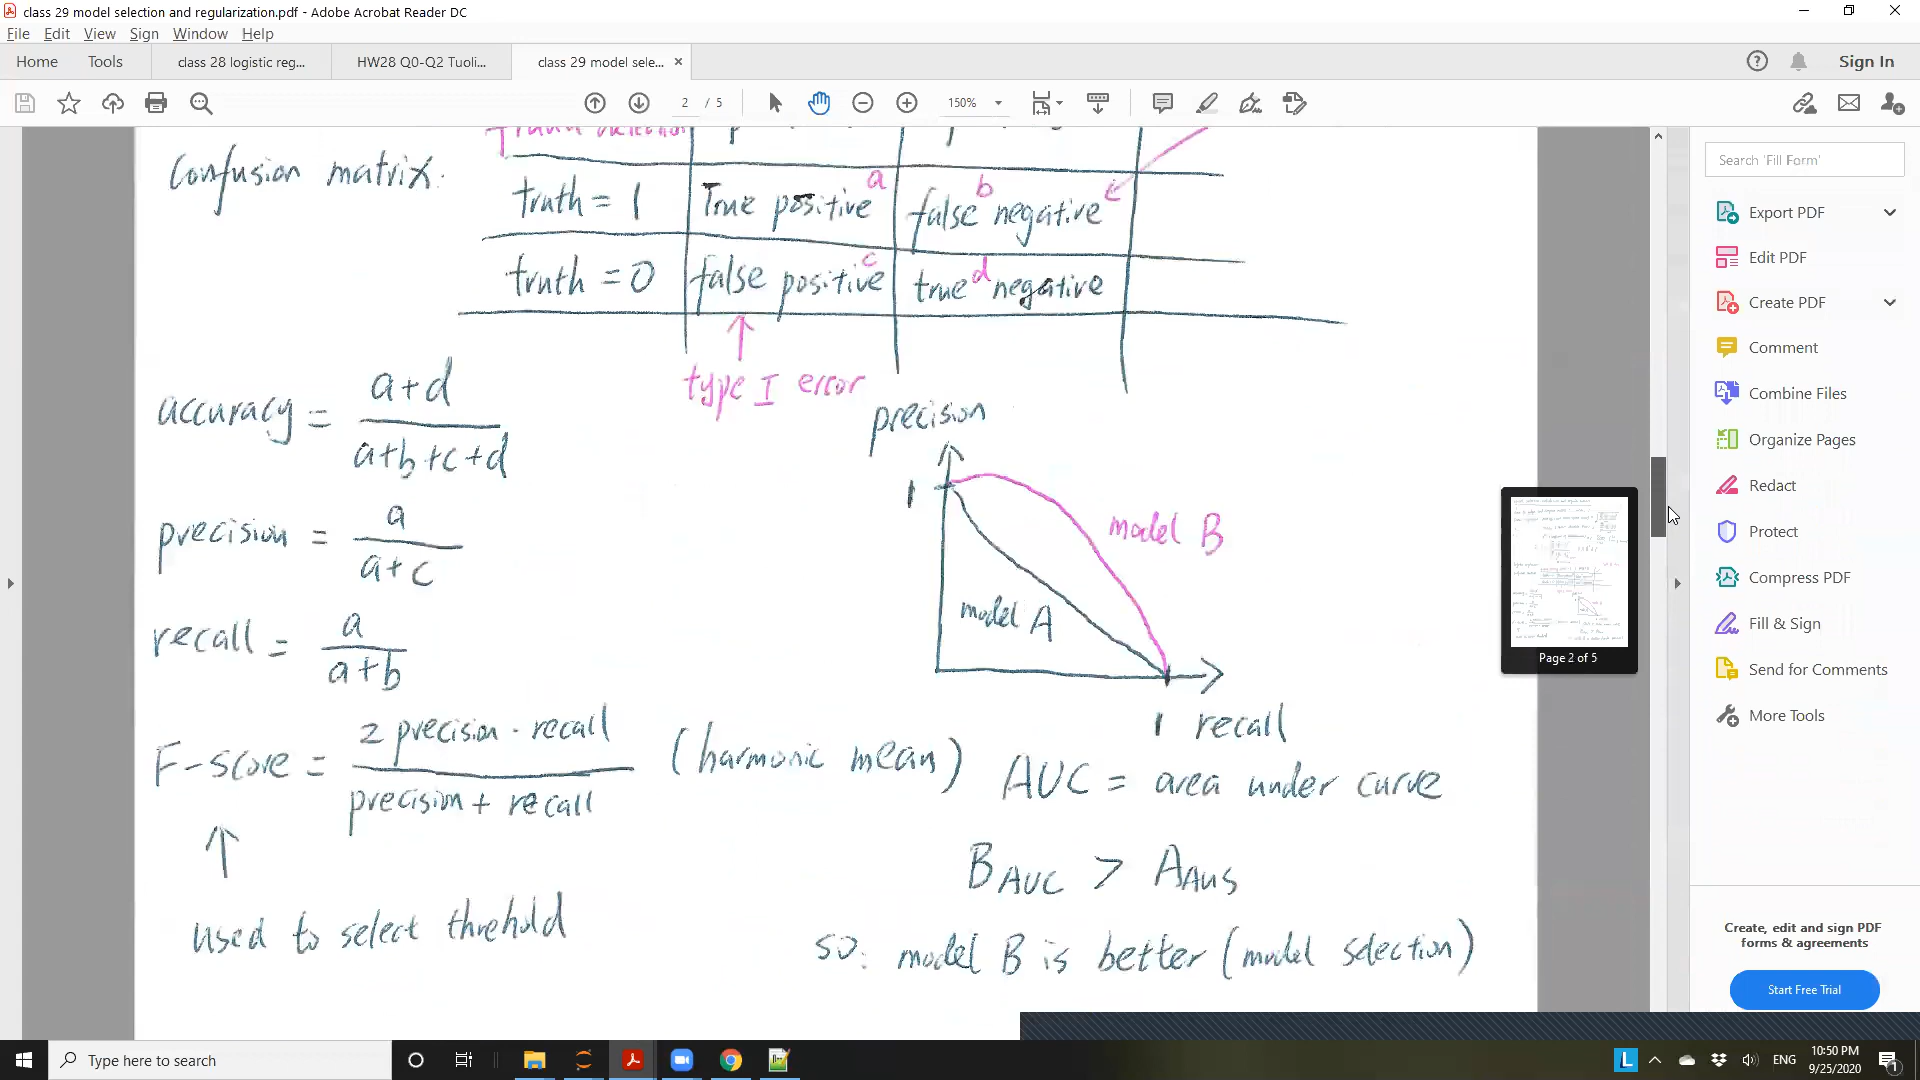 class 29 model selection and regularization.pdf - Adobe Acrobat Reader DC
File Edit View Sign Window Help
Home Tools class 28 logistic reg... HW28 Q0-Q2 Tuoli... class 29 model sele... ×
Sign In
2 / 5 150%
fraud detection
Confusion matrix:
truth = 1 True positive a false negative b
truth = 0 false positive c true negative d
type I error
accuracy = a+d
a+b+c+d
precision = a
a+c
recall = a
a+b
F-score = 2 precision · recall
precision + recall
(harmonic mean)
used to select threhold
precision
1
model B
model A
1 recall
AUC = area under curve
B AUC > A AUS
so: model B is better (model selection)
Page 2 of 5
Search 'Fill Form'
Export PDF
Edit PDF
Create PDF
Comment
Combine Files
Organize Pages
Redact
Protect
Compress PDF
Fill & Sign
Send for Comments
More Tools
Create, edit and sign PDF
forms & agreements
Start Free Trial
Type here to search
L
ENG
10:50 PM
9/25/2020
1